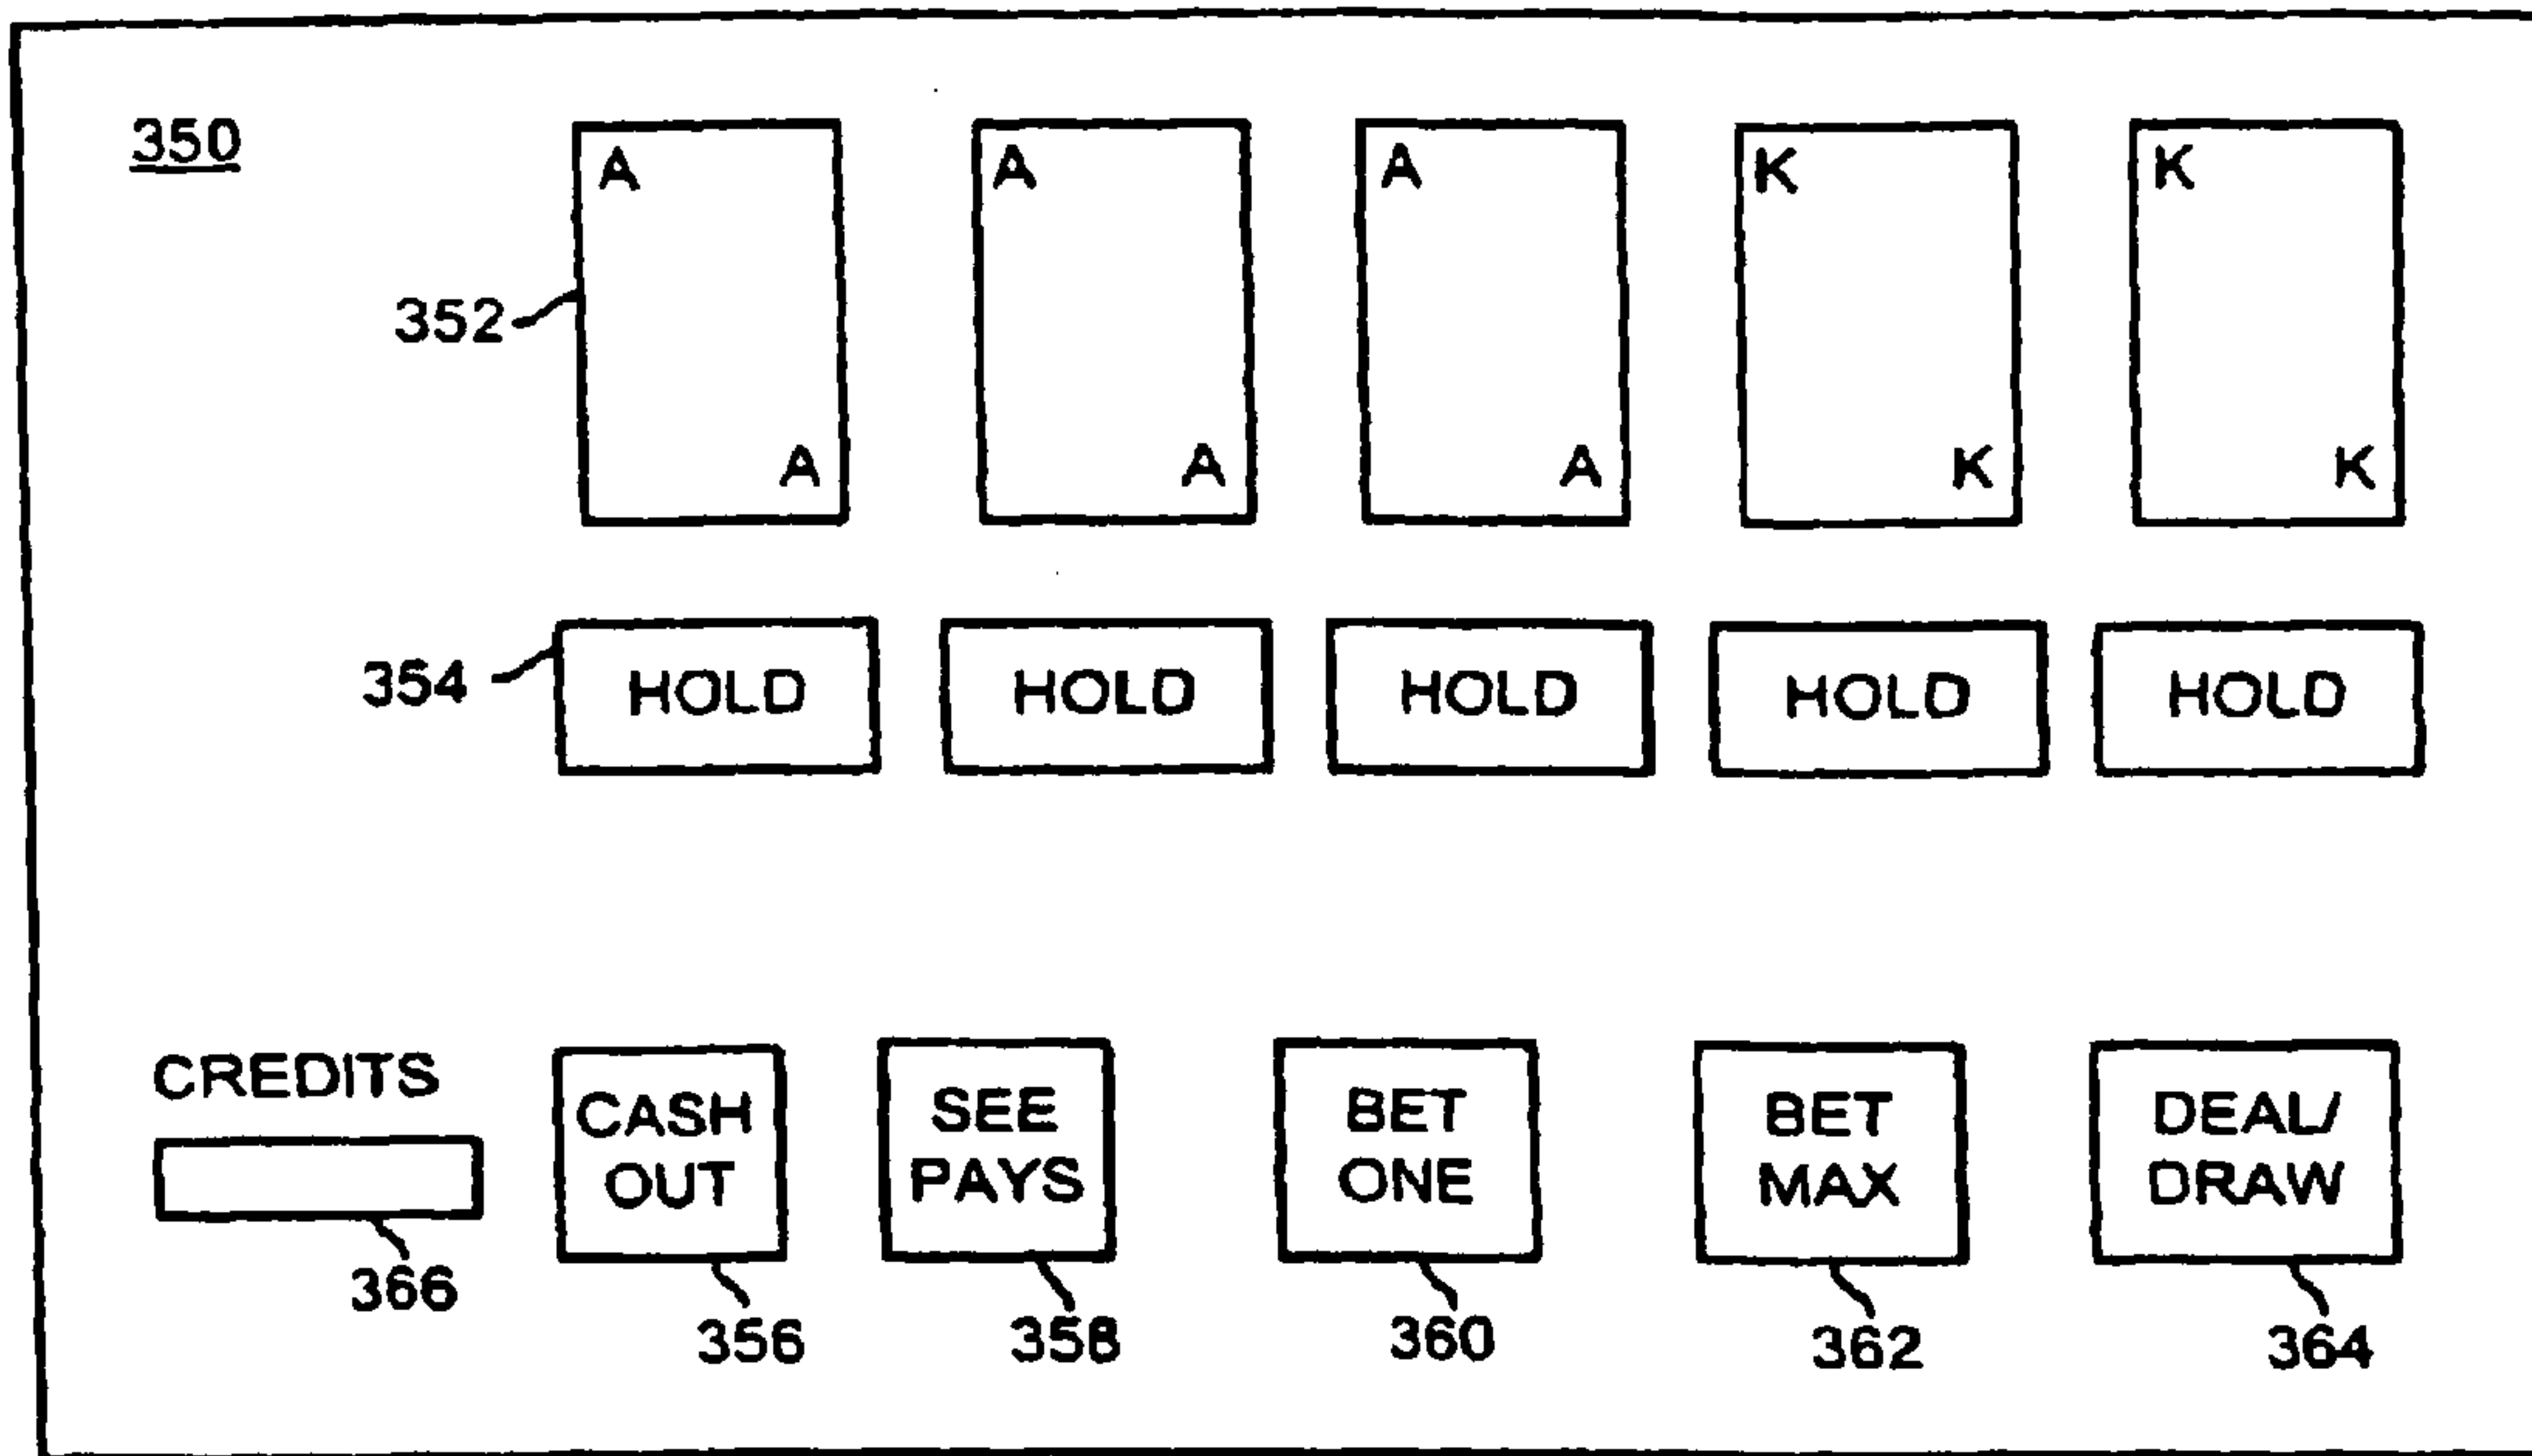 350
A A A K K
352
A A A K K
354 HOLD HOLD HOLD HOLD HOLD
CREDITS
CASH OUT
SEE PAYS
BET ONE
BET MAX
DEAL/ DRAW
366
356 358 360 362 364